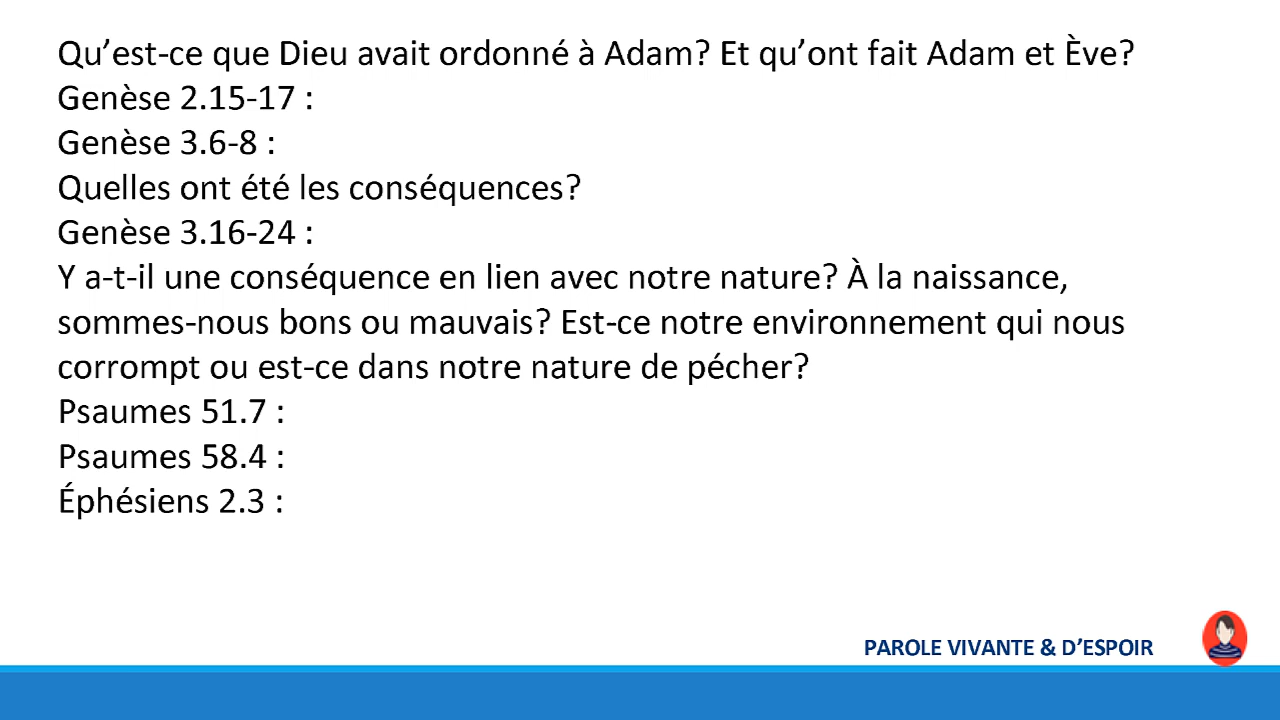 Qu’est-ce que Dieu avait ordonné à Adam? Et qu’ont fait Adam et Ève?
Genèse 2.15-17 :
Genèse 3.6-8 :
Quelles ont été les conséquences?
Genèse 3.16-24 :
Y a-t-il une conséquence en lien avec notre nature? À la naissance,
sommes-nous bons ou mauvais? Est-ce notre environnement qui nous
corrompt ou est-ce dans notre nature de pécher?
Psaumes 51.7 :
Psaumes 58.4 :
Éphésiens 2.3 :
PAROLE VIVANTE & D’ESPOIR